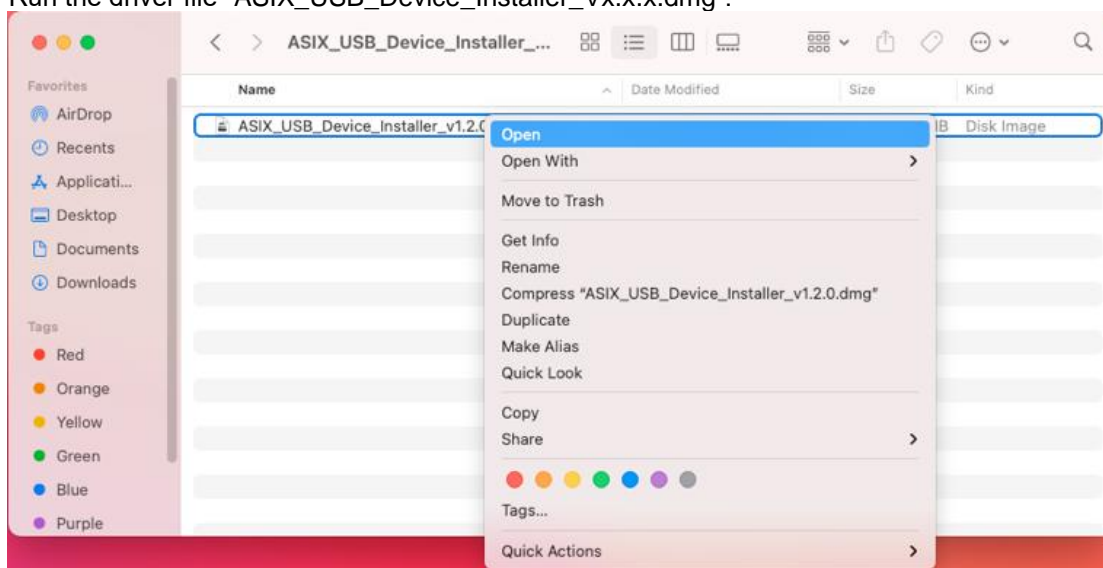 Run the driver file "ASIX_USB_Device_Installer_Vx.x.x.dmg".
ASIX_USB_Device_Installer_...
Favorites
AirDrop
Recents
Applicati...
Desktop
Documents
Downloads
Tags
Red
Orange
Yellow
Green
Blue
Purple
Name Date Modified Size Kind
ASIX_USB_Device_Installer_v1.2.0 IB Disk Image
Open
Open With
Move to Trash
Get Info
Rename
Compress “ASIX_USB_Device_Installer_v1.2.0.dmg”
Duplicate
Make Alias
Quick Look
Copy
Share
Tags...
Quick Actions